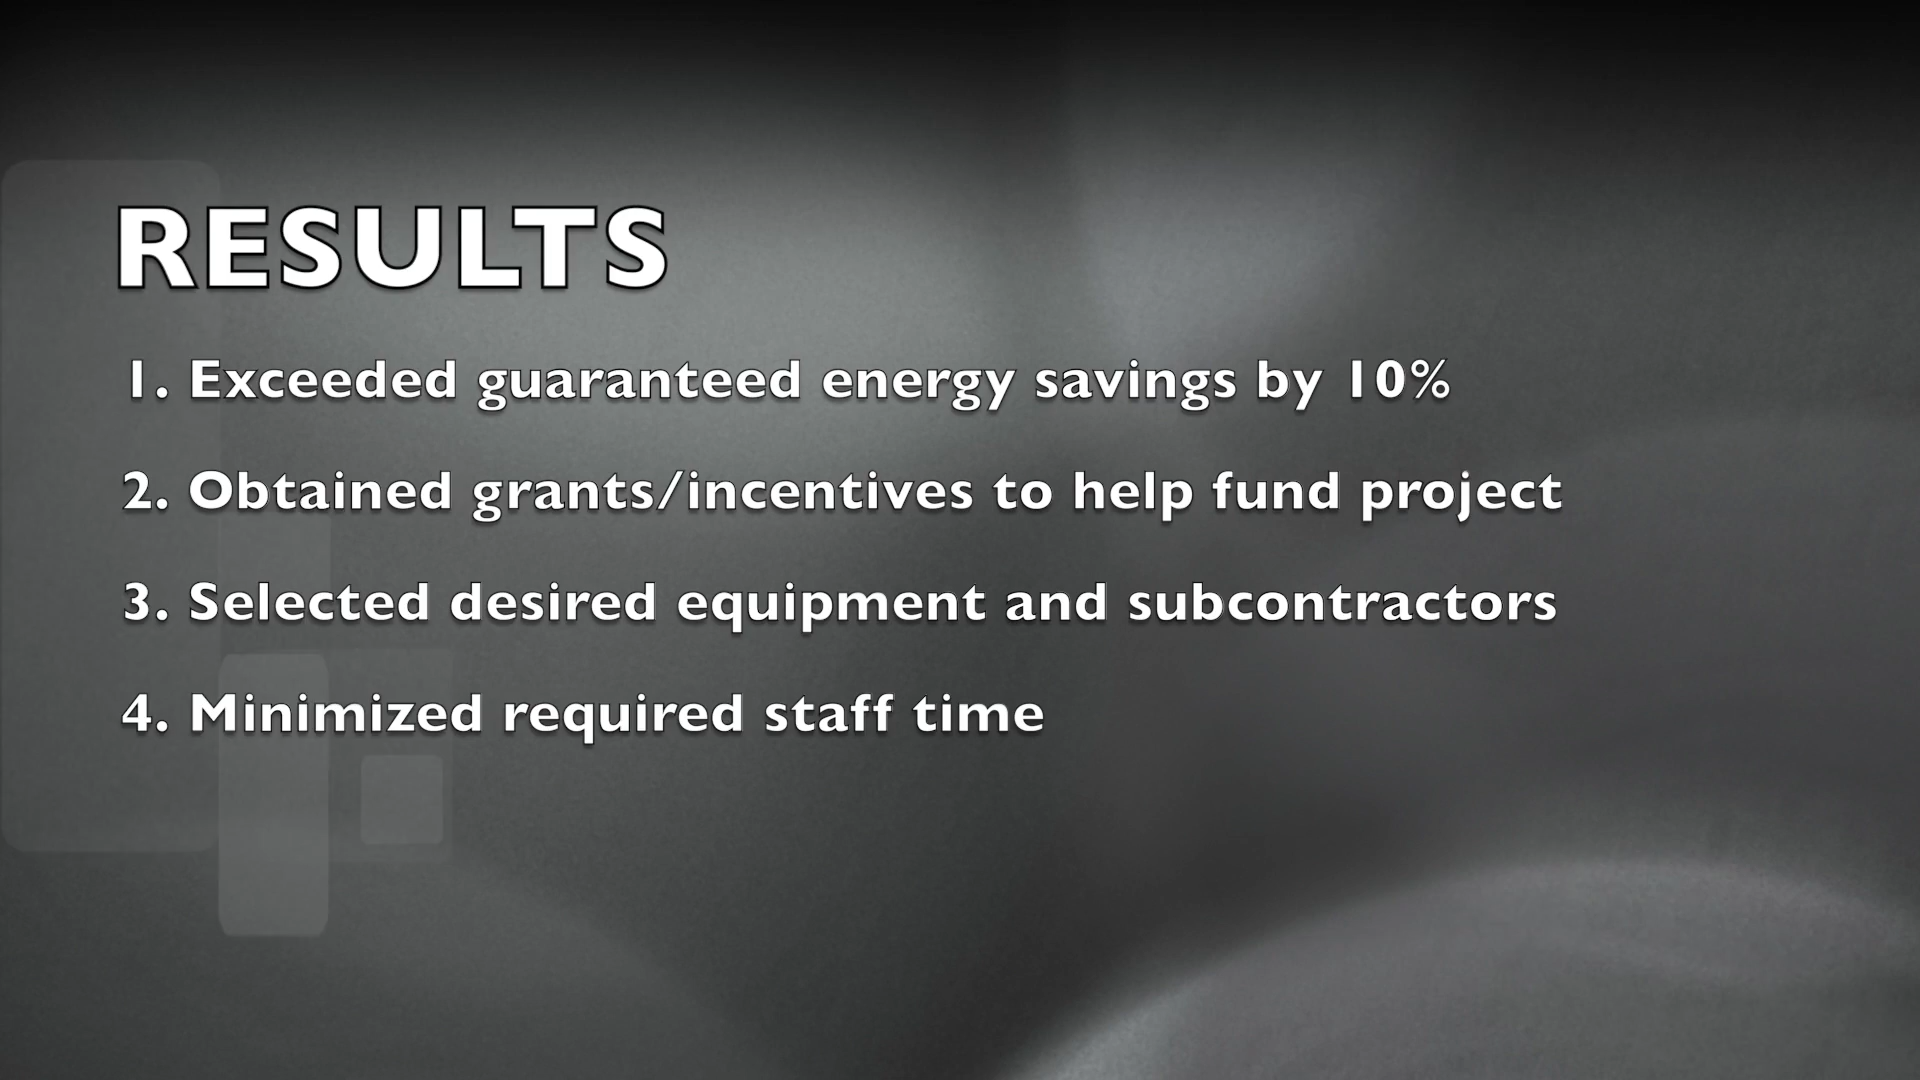 RESULTS
1. Exceeded guaranteed energy savings by 10%
2. Obtained grants/incentives to help fund project
3. Selected desired equipment and subcontractors
4. Minimized required staff time